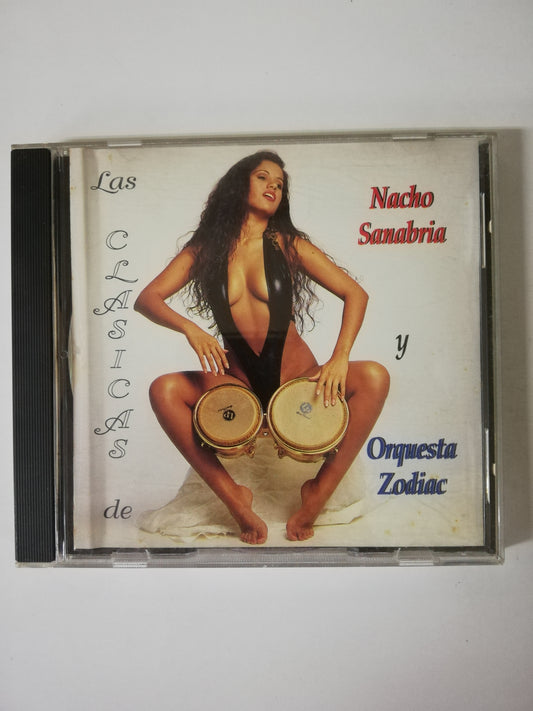 Las
CLASICAS
de
Nacho
Sanabria
y
Orquesta
Zodiac